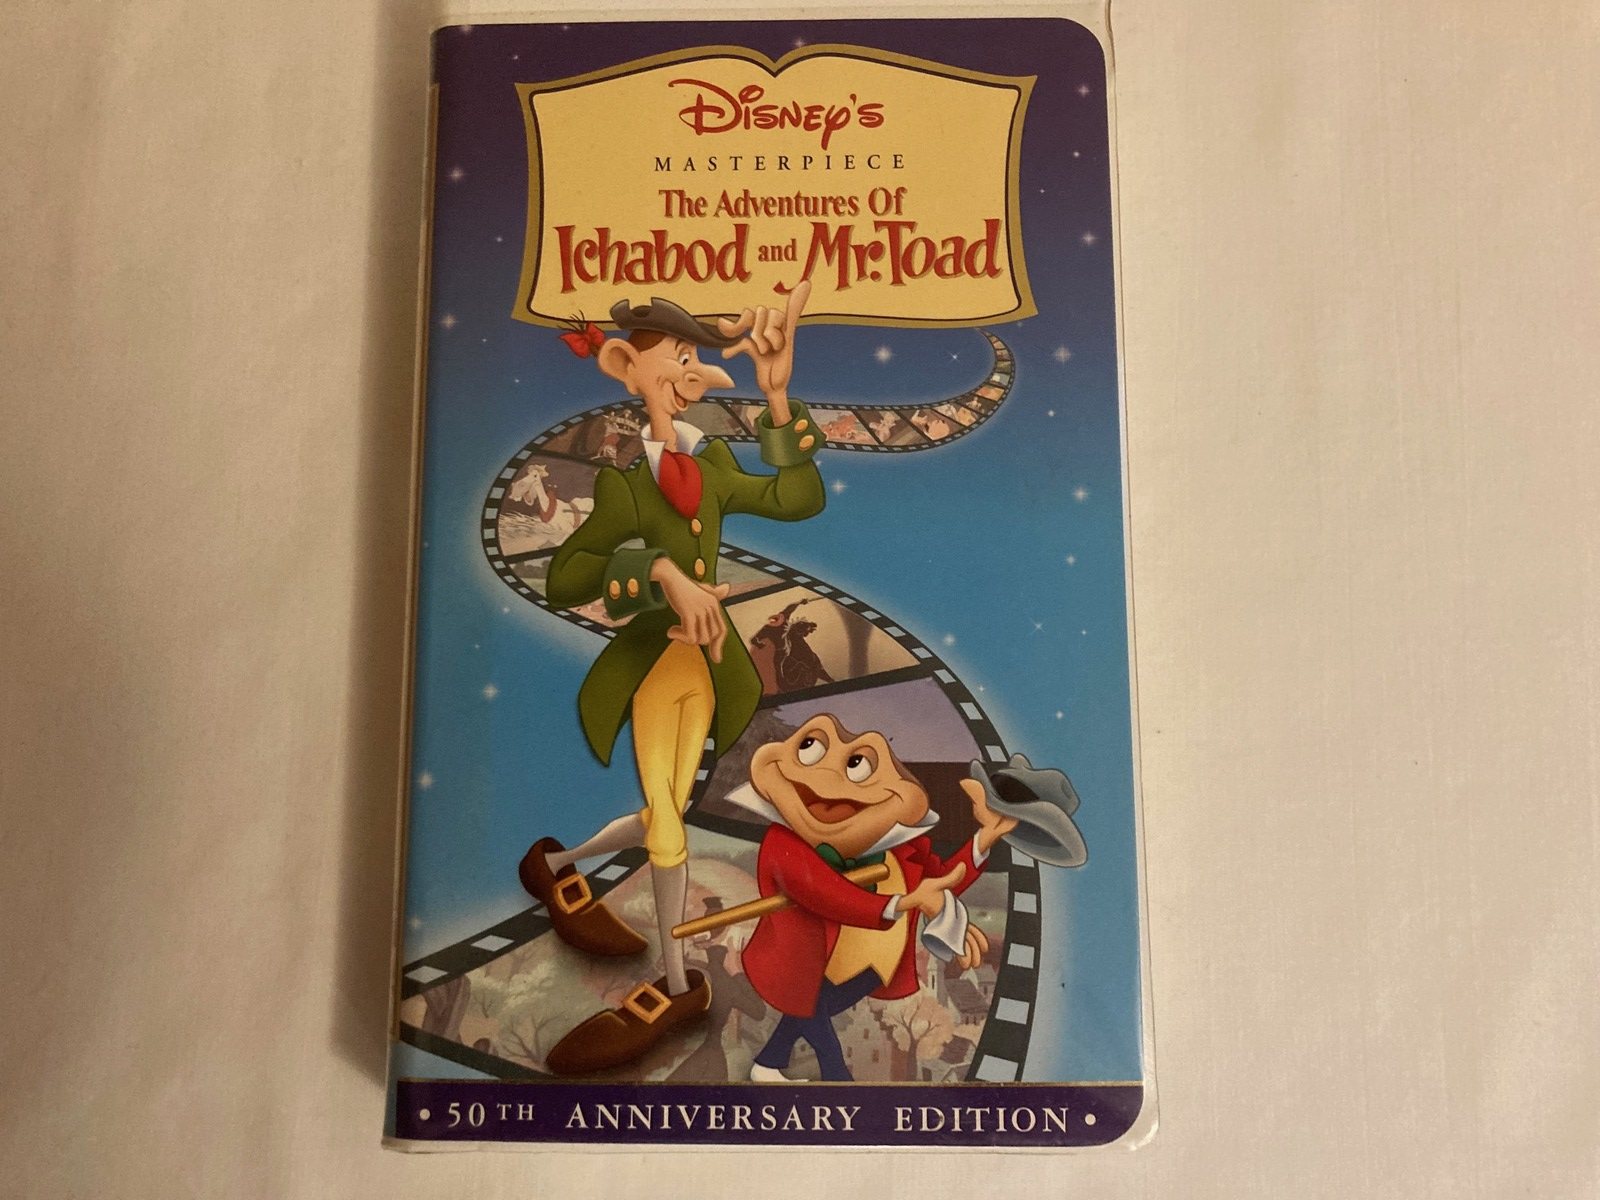 Disney's
MASTERPIECE
The Adventures Of
Ichabod and Mr. Toad
• 50TH ANNIVERSARY EDITION •